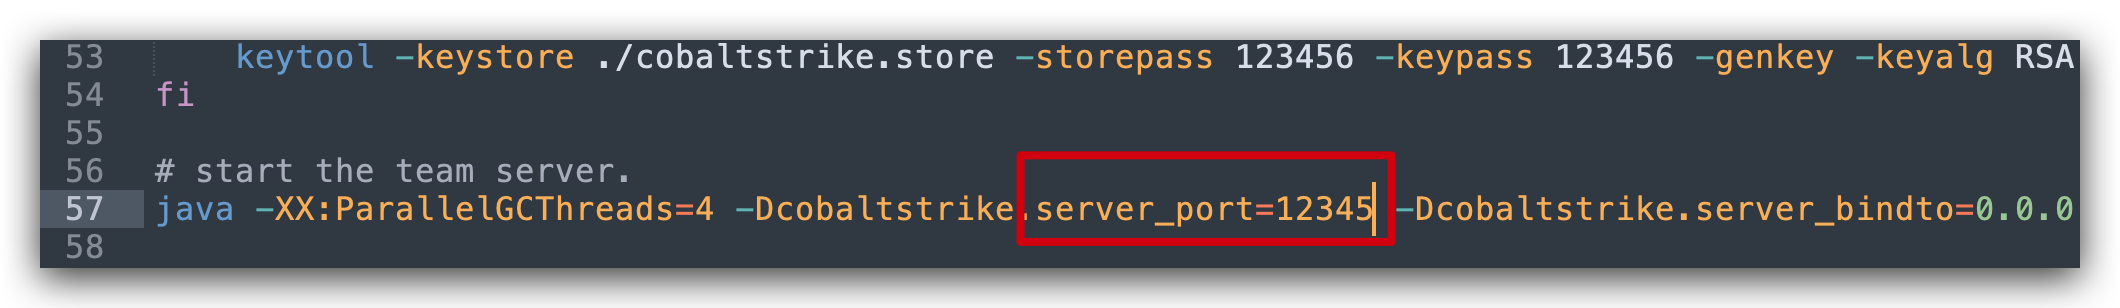 53 keytool -keystore ./cobaltstrike.store -storepass 123456 -keypass 123456 -genkey -keyalg RSA
54 fi
55
56 # start the team server.
57 java -XX:ParallelGCThreads=4 -Dcobaltstrike.server_port=12345 -Dcobaltstrike.server_bindto=0.0.0
58